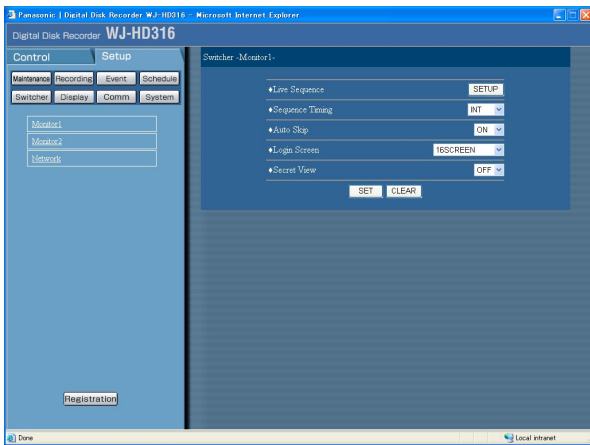 Panasonic | Digital Disk Recorder WJ-HD316 - Microsoft Internet Explorer
Digital Disk Recorder WJ-HD316
Control Setup
Maintenance Recording Event Schedule
Switcher Display Comm System
Monitor1
Monitor2
Network
Registration
Switcher -Monitor1-
♦Live Sequence SETUP
♦Sequence Timing INT
♦Auto Skip ON
♦Login Screen 16SCREEN
♦Secret View OFF
SET CLEAR
Done Local intranet